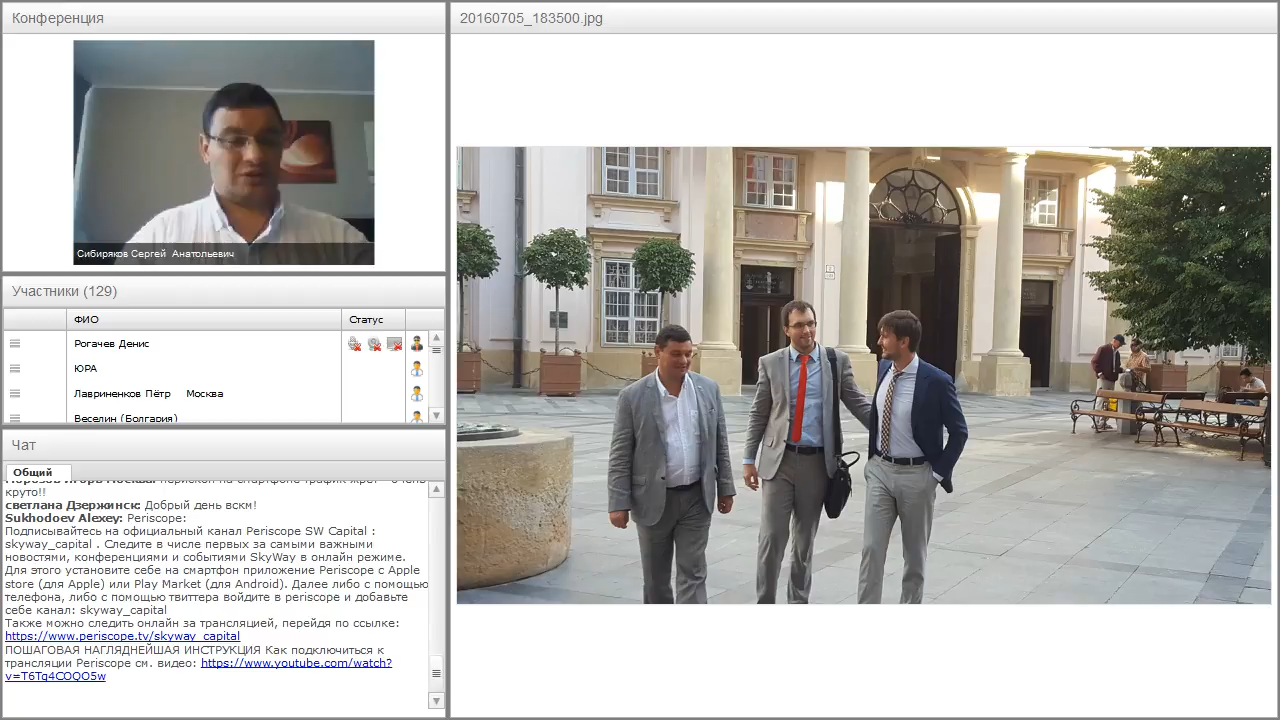 Конференция
20160705_183500.jpg
Сибиряков Сергей Анатольевич
Участники (129)
ФИО
Статус
Рогачев Денис
ЮРА
Лавриненков Пётр Москва
Веселин (Болгария)
Чат
Общий
круто!!
светлана Дзержинск: Добрый день вскм!
Sukhodoev Alexey: Periscope:
Подписывайтесь на официальный канал Periscope SW Capital :
skyway_capital . Следите в числе первых за самыми важными
новостями, конференциями и событиями SkyWay в онлайн режиме.
Для этого установите себе на смартфон приложение Periscope с Apple
store (для Apple) или Play Market (для Android). Далее либо с помощью
телефона, либо с помощью твиттера войдите в periscope и добавьте
себе канал: skyway_capital
Также можно следить онлайн за трансляцией, перейдя по ссылке:
https://www.periscope.tv/skyway_capital
ПОШАГОВАЯ НАГЛЯДНЕЙШАЯ ИНСТРУКЦИЯ Как подключиться к
трансляции Periscope см. видео: https://www.youtube.com/watch?
v=T6Tg4COQO5w